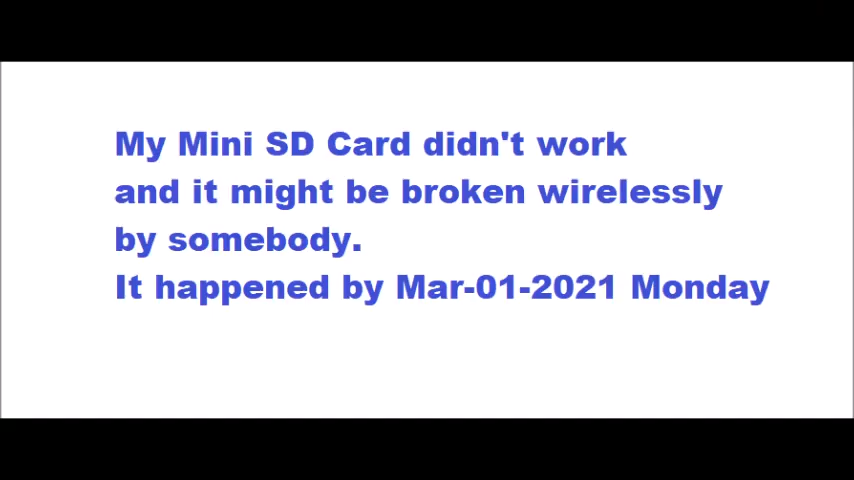 My Mini SD Card didn't work
and it might be broken wirelessly
by somebody.
It happened by Mar-01-2021 Monday